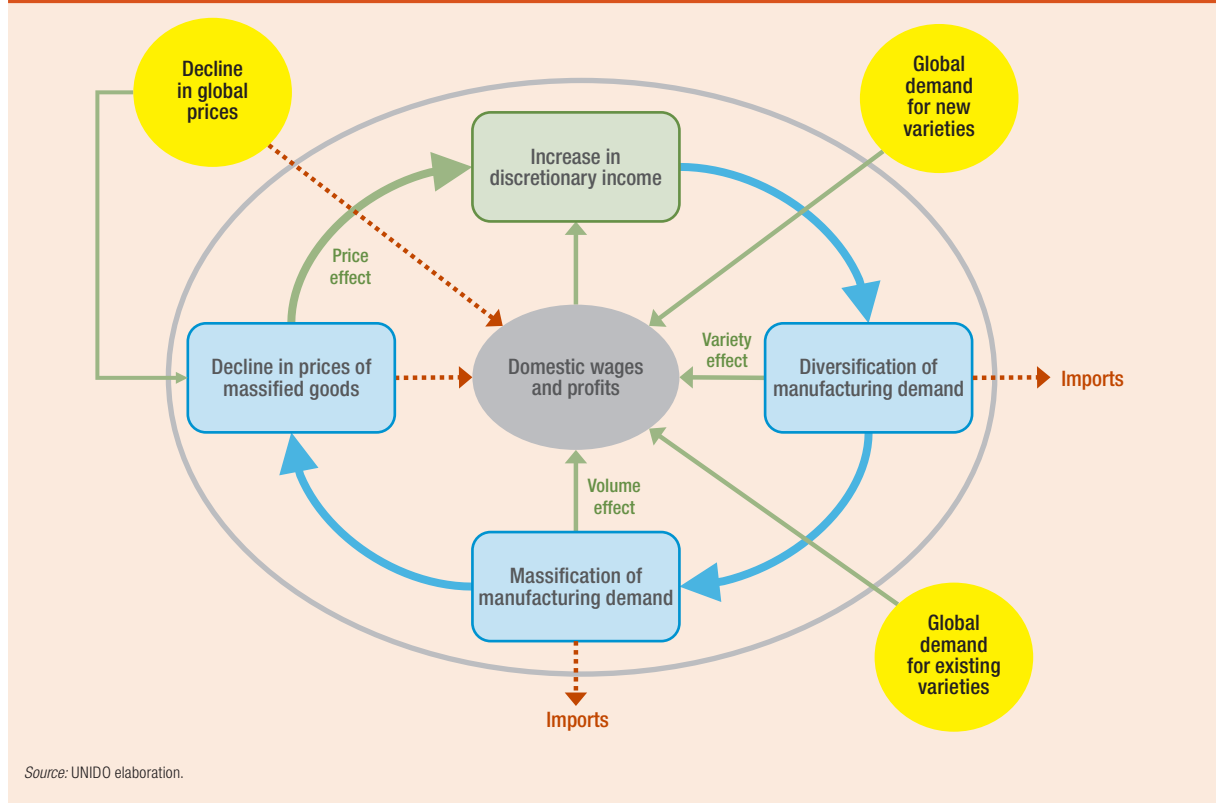 Decline
in global
prices
Global
demand
for new
varieties
Increase in
discretionary income
Price
effect
Variety
effect
Decline in prices of
massified goods
Domestic wages
and profits
Diversification of
manufacturing demand
Imports
Volume
effect
Massification of
manufacturing demand
Global
demand
for existing
varieties
Imports
Source: UNIDO elaboration.